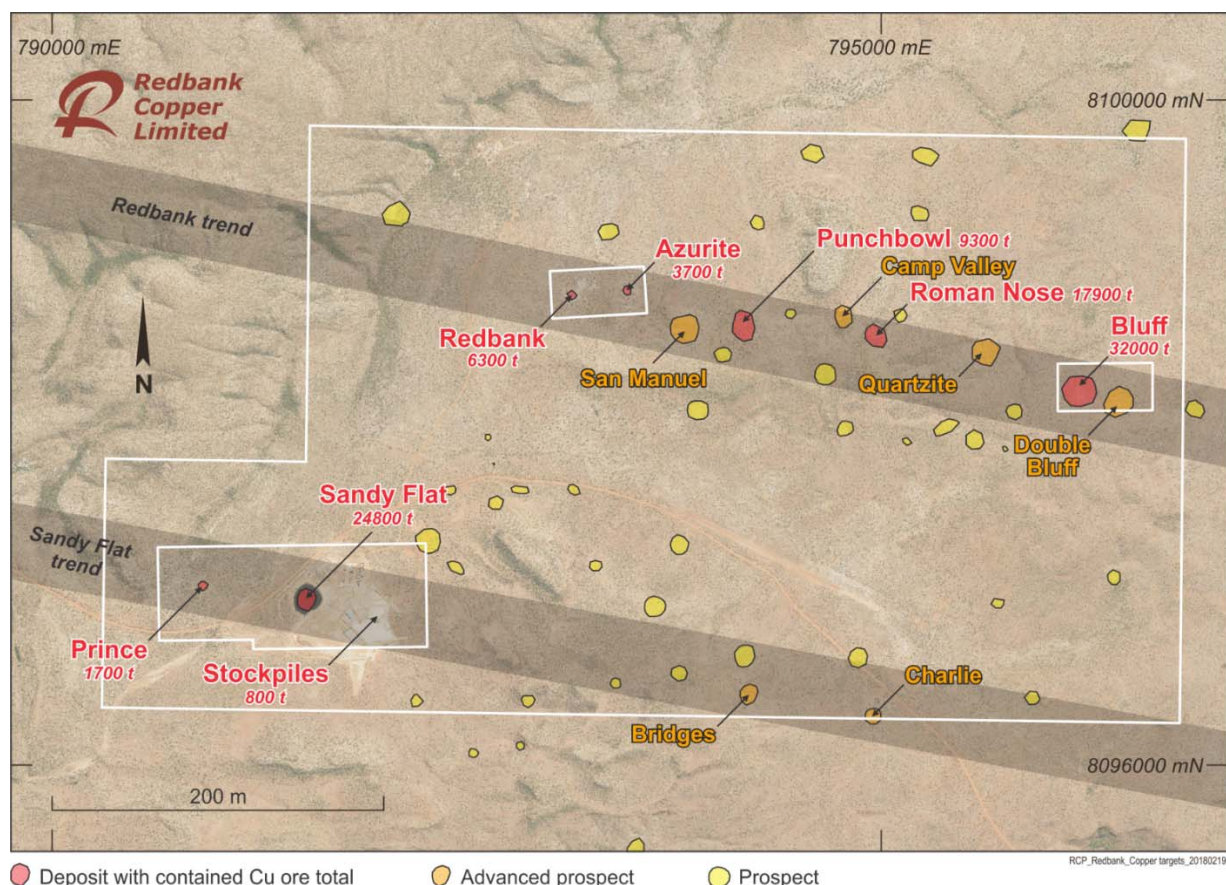 790000 mE
795000 mE
8100000 mN
Redbank
Copper
Limited
Redbank trend
Azurite
3700 t
Punchbowl 9300 t
Camp Valley
Roman Nose 17900 t
Redbank
6300 t
Bluff
32000 t
San Manuel
Quartzite
N
Double
Bluff
Sandy Flat
24800 t
Sandy Flat
trend
Prince
1700 t
Stockpiles
800 t
Charlie
Bridges
8096000 mN
200 m
RCP_Redbank_Copper targets_20180219
Deposit with contained Cu ore total
Advanced prospect
Prospect